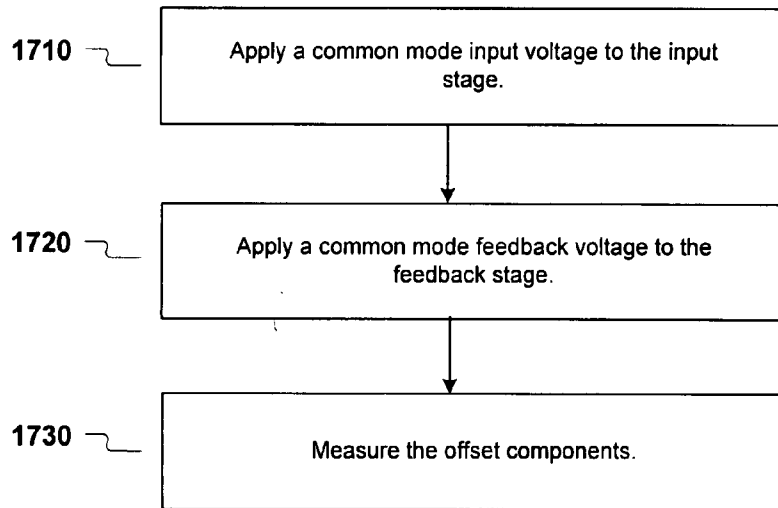 1710
Apply a common mode input voltage to the input
stage.
1720
Apply a common mode feedback voltage to the
feedback stage.
1730
Measure the offset components.